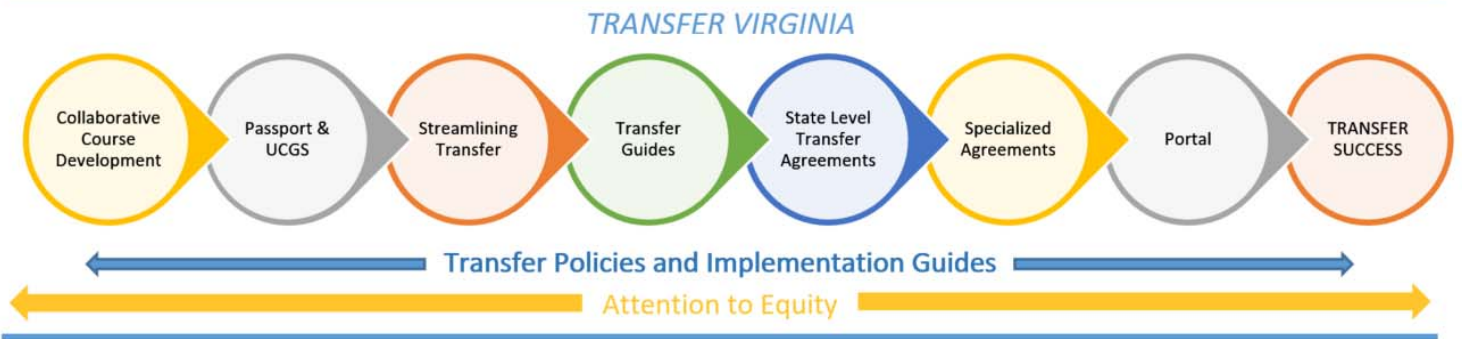 TRANSFER VIRGINIA
Collaborative
Course
Development
Passport &
UCGS
Streamlining
Transfer
Transfer
Guides
State Level
Transfer
Agreements
Specialized
Agreements
Portal
TRANSFER
SUCCESS
Transfer Policies and Implementation Guides
Attention to Equity